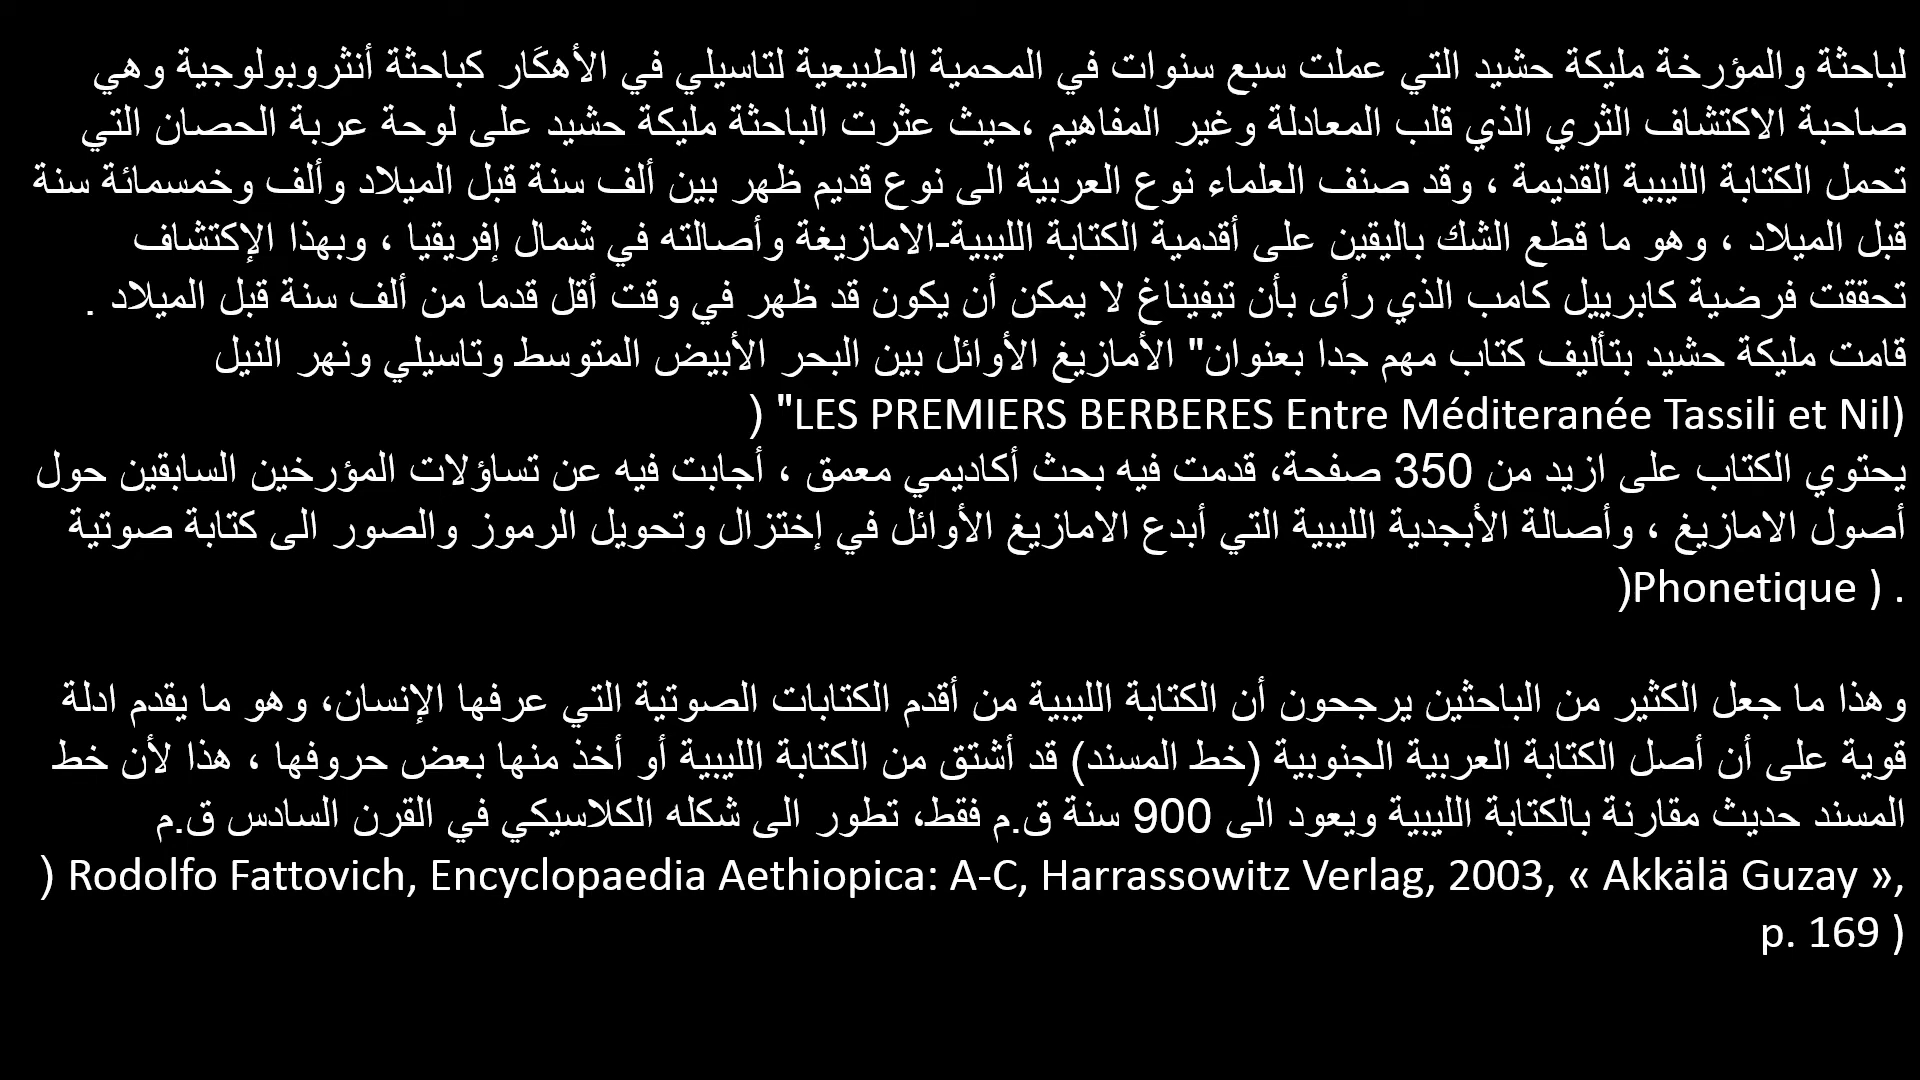 لباحثة والمؤرخة مليكة حشيد التي عملت سبع سنوات في المحمية الطبيعية لتاسيلي في الأهكَار كباحثة أنثروبولوجية وهي
صاحبة الاكتشاف الثري الذي قلب المعادلة وغير المفاهيم ،حيث عثرت الباحثة مليكة حشيد على لوحة عربة الحصان التي
تحمل الكتابة الليبية القديمة ، وقد صنف العلماء نوع العربية الى نوع قديم ظهر بين ألف سنة قبل الميلاد وألف وخمسمائة سنة
قبل الميلاد ، وهو ما قطع الشك باليقين على أقدمية الكتابة الليبية-الامازيغة وأصالته في شمال إفريقيا ، وبهذا الإكتشاف
تحققت فرضية كابرييل كامب الذي رأى بأن تيفيناغ لا يمكن أن يكون قد ظهر في وقت أقل قدما من ألف سنة قبل الميلاد .
قامت مليكة حشيد بتأليف كتاب مهم جدا بعنوان" الأمازيغ الأوائل بين البحر الأبيض المتوسط وتاسيلي ونهر النيل
) "LES PREMIERS BERBERES Entre Méditeranée Tassili et Nil)
يحتوي الكتاب على ازيد من 350 صفحة، قدمت فيه بحث أكاديمي معمق ، أجابت فيه عن تساؤلات المؤرخين السابقين حول
أصول الامازيغ ، وأصالة الأبجدية الليبية التي أبدع الامازيغ الأوائل في إختزال وتحويل الرموز والصور الى كتابة صوتية
)Phonetique ) .
وهذا ما جعل الكثير من الباحثين يرجحون أن الكتابة الليبية من أقدم الكتابات الصوتية التي عرفها الإنسان، وهو ما يقدم ادلة
قوية على أن أصل الكتابة العربية الجنوبية (خط المسند) قد أشتق من الكتابة الليبية أو أخذ منها بعض حروفها ، هذا لأن خط
المسند حديث مقارنة بالكتابة الليبية ويعود الى 900 سنة ق.م فقط، تطور الى شكله الكلاسيكي في القرن السادس ق.م
) Rodolfo Fattovich, Encyclopaedia Aethiopica: A-C, Harrassowitz Verlag, 2003, « Akkälä Guzay »,
p. 169 )